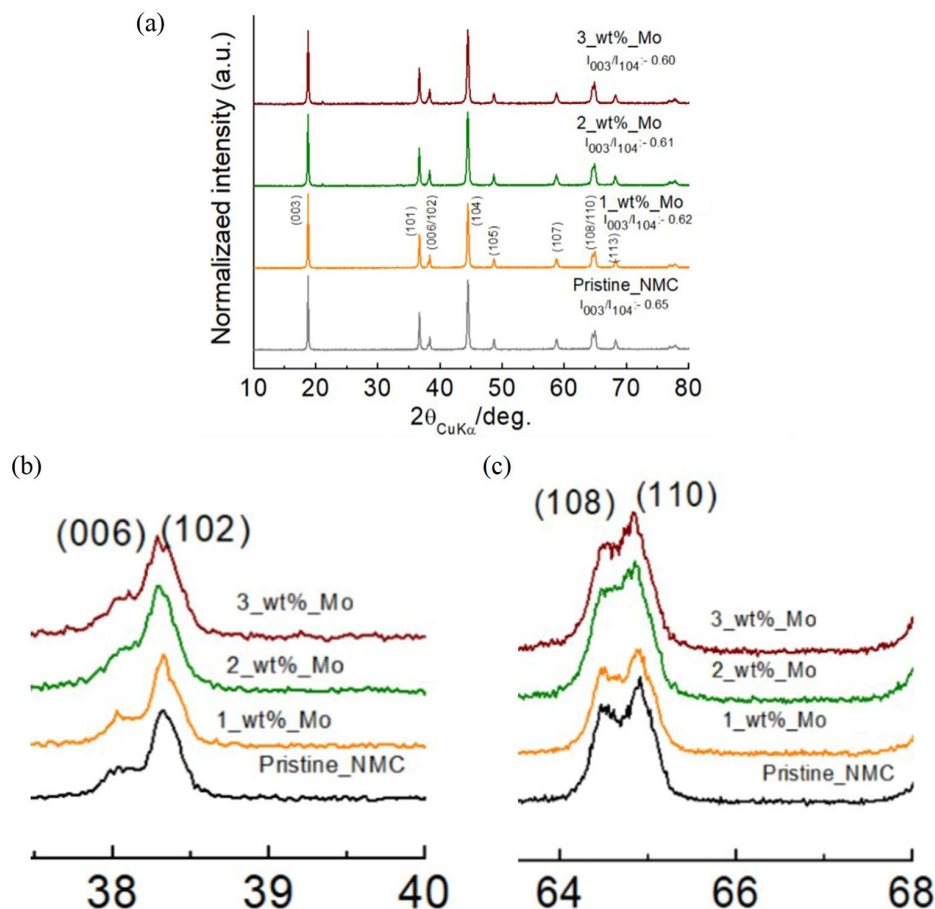 (a)
Normalizaed intensity (a.u.)
3_wt%_Mo
I003/I104:- 0.60
2_wt%_Mo
I003/I104:- 0.61
1_wt%_Mo
I003/I104:- 0.62
(003)
(101)
(006/102)
(104)
(105)
(107)
(108/110)
(113)
Pristine_NMC
I003/I104:- 0.65
10 20 30 40 50 60 70 80
2θCuKα/deg.
(b)
(006) (102)
3_wt%_Mo
2_wt%_Mo
1_wt%_Mo
Pristine_NMC
38 39 40
(c)
(108) (110)
3_wt%_Mo
2_wt%_Mo
1_wt%_Mo
Pristine_NMC
64 66 68